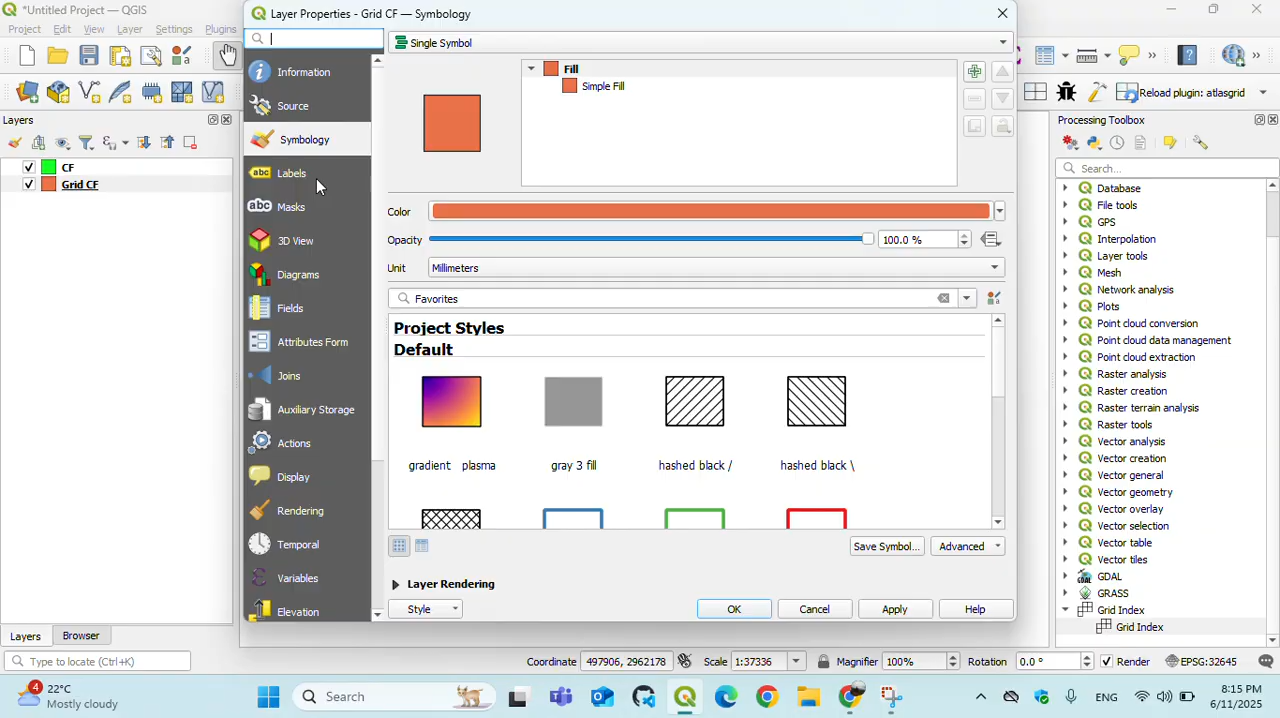 *Untitled Project — QGIS
Project Edit View Layer Settings Plugins
Layer Properties - Grid CF — Symbology
Reload plugin: atlasgrid
Layers
CF
Grid CF
Information
Source
Symbology
Labels
Masks
3D View
Diagrams
Fields
Attributes Form
Joins
Auxiliary Storage
Actions
Display
Rendering
Temporal
Variables
Elevation
Single Symbol
Fill
Simple Fill
Color
Opacity 100.0 %
Unit Millimeters
Favorites
Project Styles
Default
gradient plasma
gray 3 fill
hashed black /
hashed black \
Save Symbol...
Advanced
Layer Rendering
Style
OK
Cancel
Apply
Help
Processing Toolbox
Search...
Database
File tools
GPS
Interpolation
Layer tools
Mesh
Network analysis
Plots
Point cloud conversion
Point cloud data management
Point cloud extraction
Raster analysis
Raster creation
Raster terrain analysis
Raster tools
Vector analysis
Vector creation
Vector general
Vector geometry
Vector overlay
Vector selection
Vector table
Vector tiles
GDAL
GRASS
Grid Index
Grid Index
Layers Browser
Type to locate (Ctrl+K)
Coordinate 497906, 2962178 Scale 1:37336 Magnifier 100% Rotation 0.0 ° Render EPSG:32645
4
22°C
Mostly cloudy
Search
ENG
8:15 PM
6/11/2025